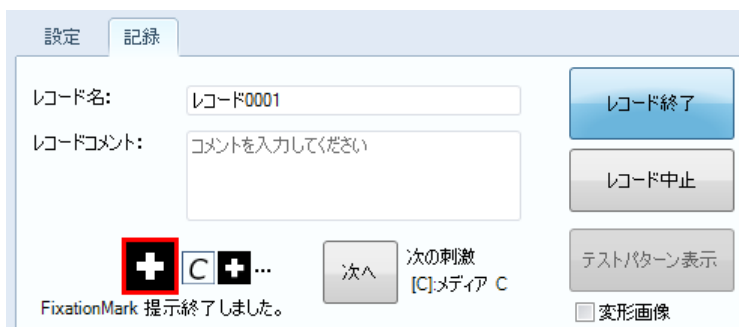 設定 記録
レコード名: レコード0001 レコード終了
レコードコメント: コメントを入力してください
レコード中止
C ... 次へ 次の刺激 テストパターン表示
[C]:メディア C
FixationMark 提示終了しました。 変形画像